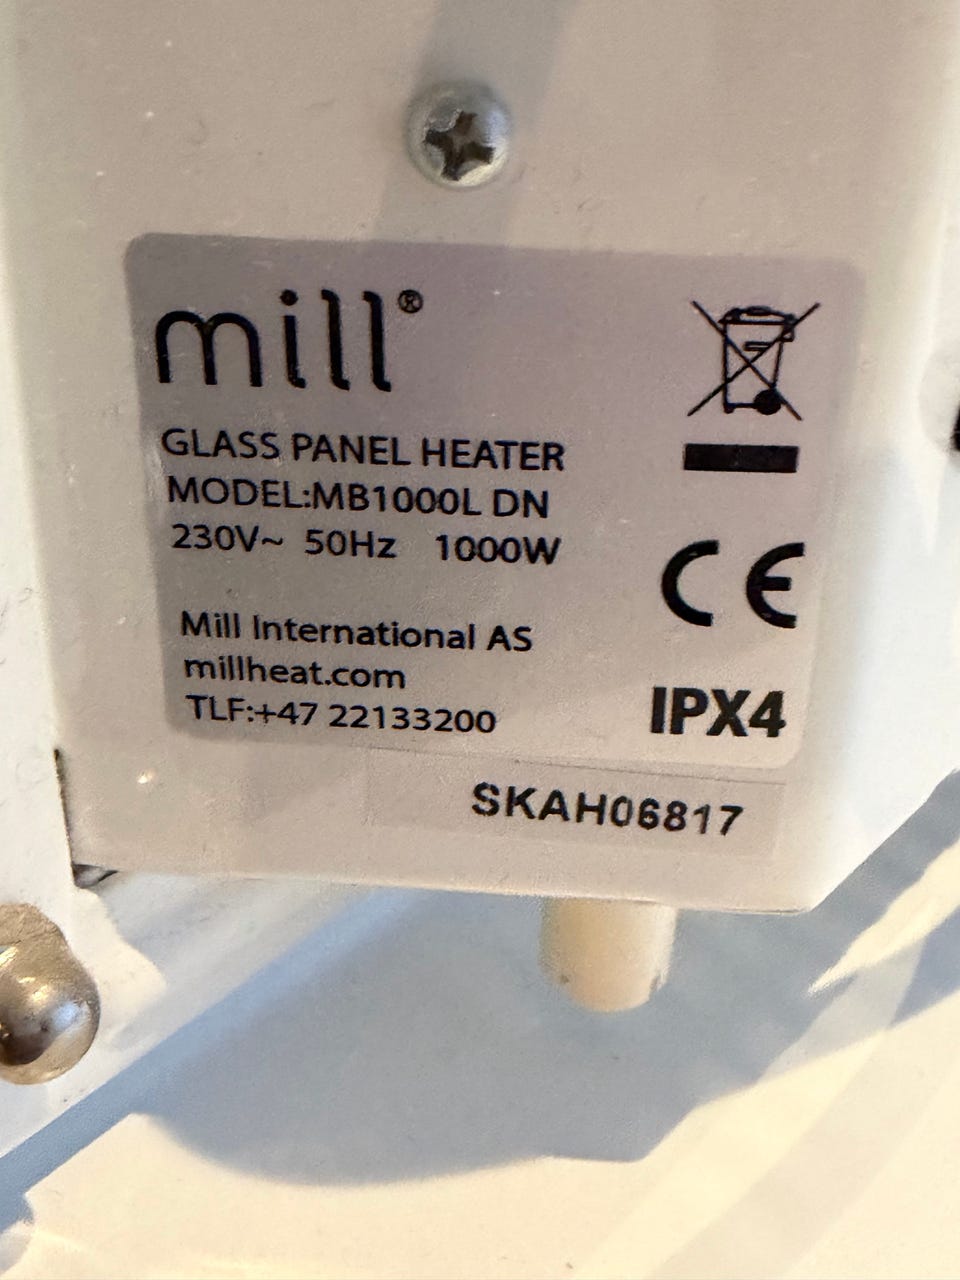 mill®
GLASS PANEL HEATER
MODEL:MB1000L DN
230V~ 50Hz 1000W
Mill International AS
millheat.com
TLF:+47 22133200
CE
IPX4
SKAH06817